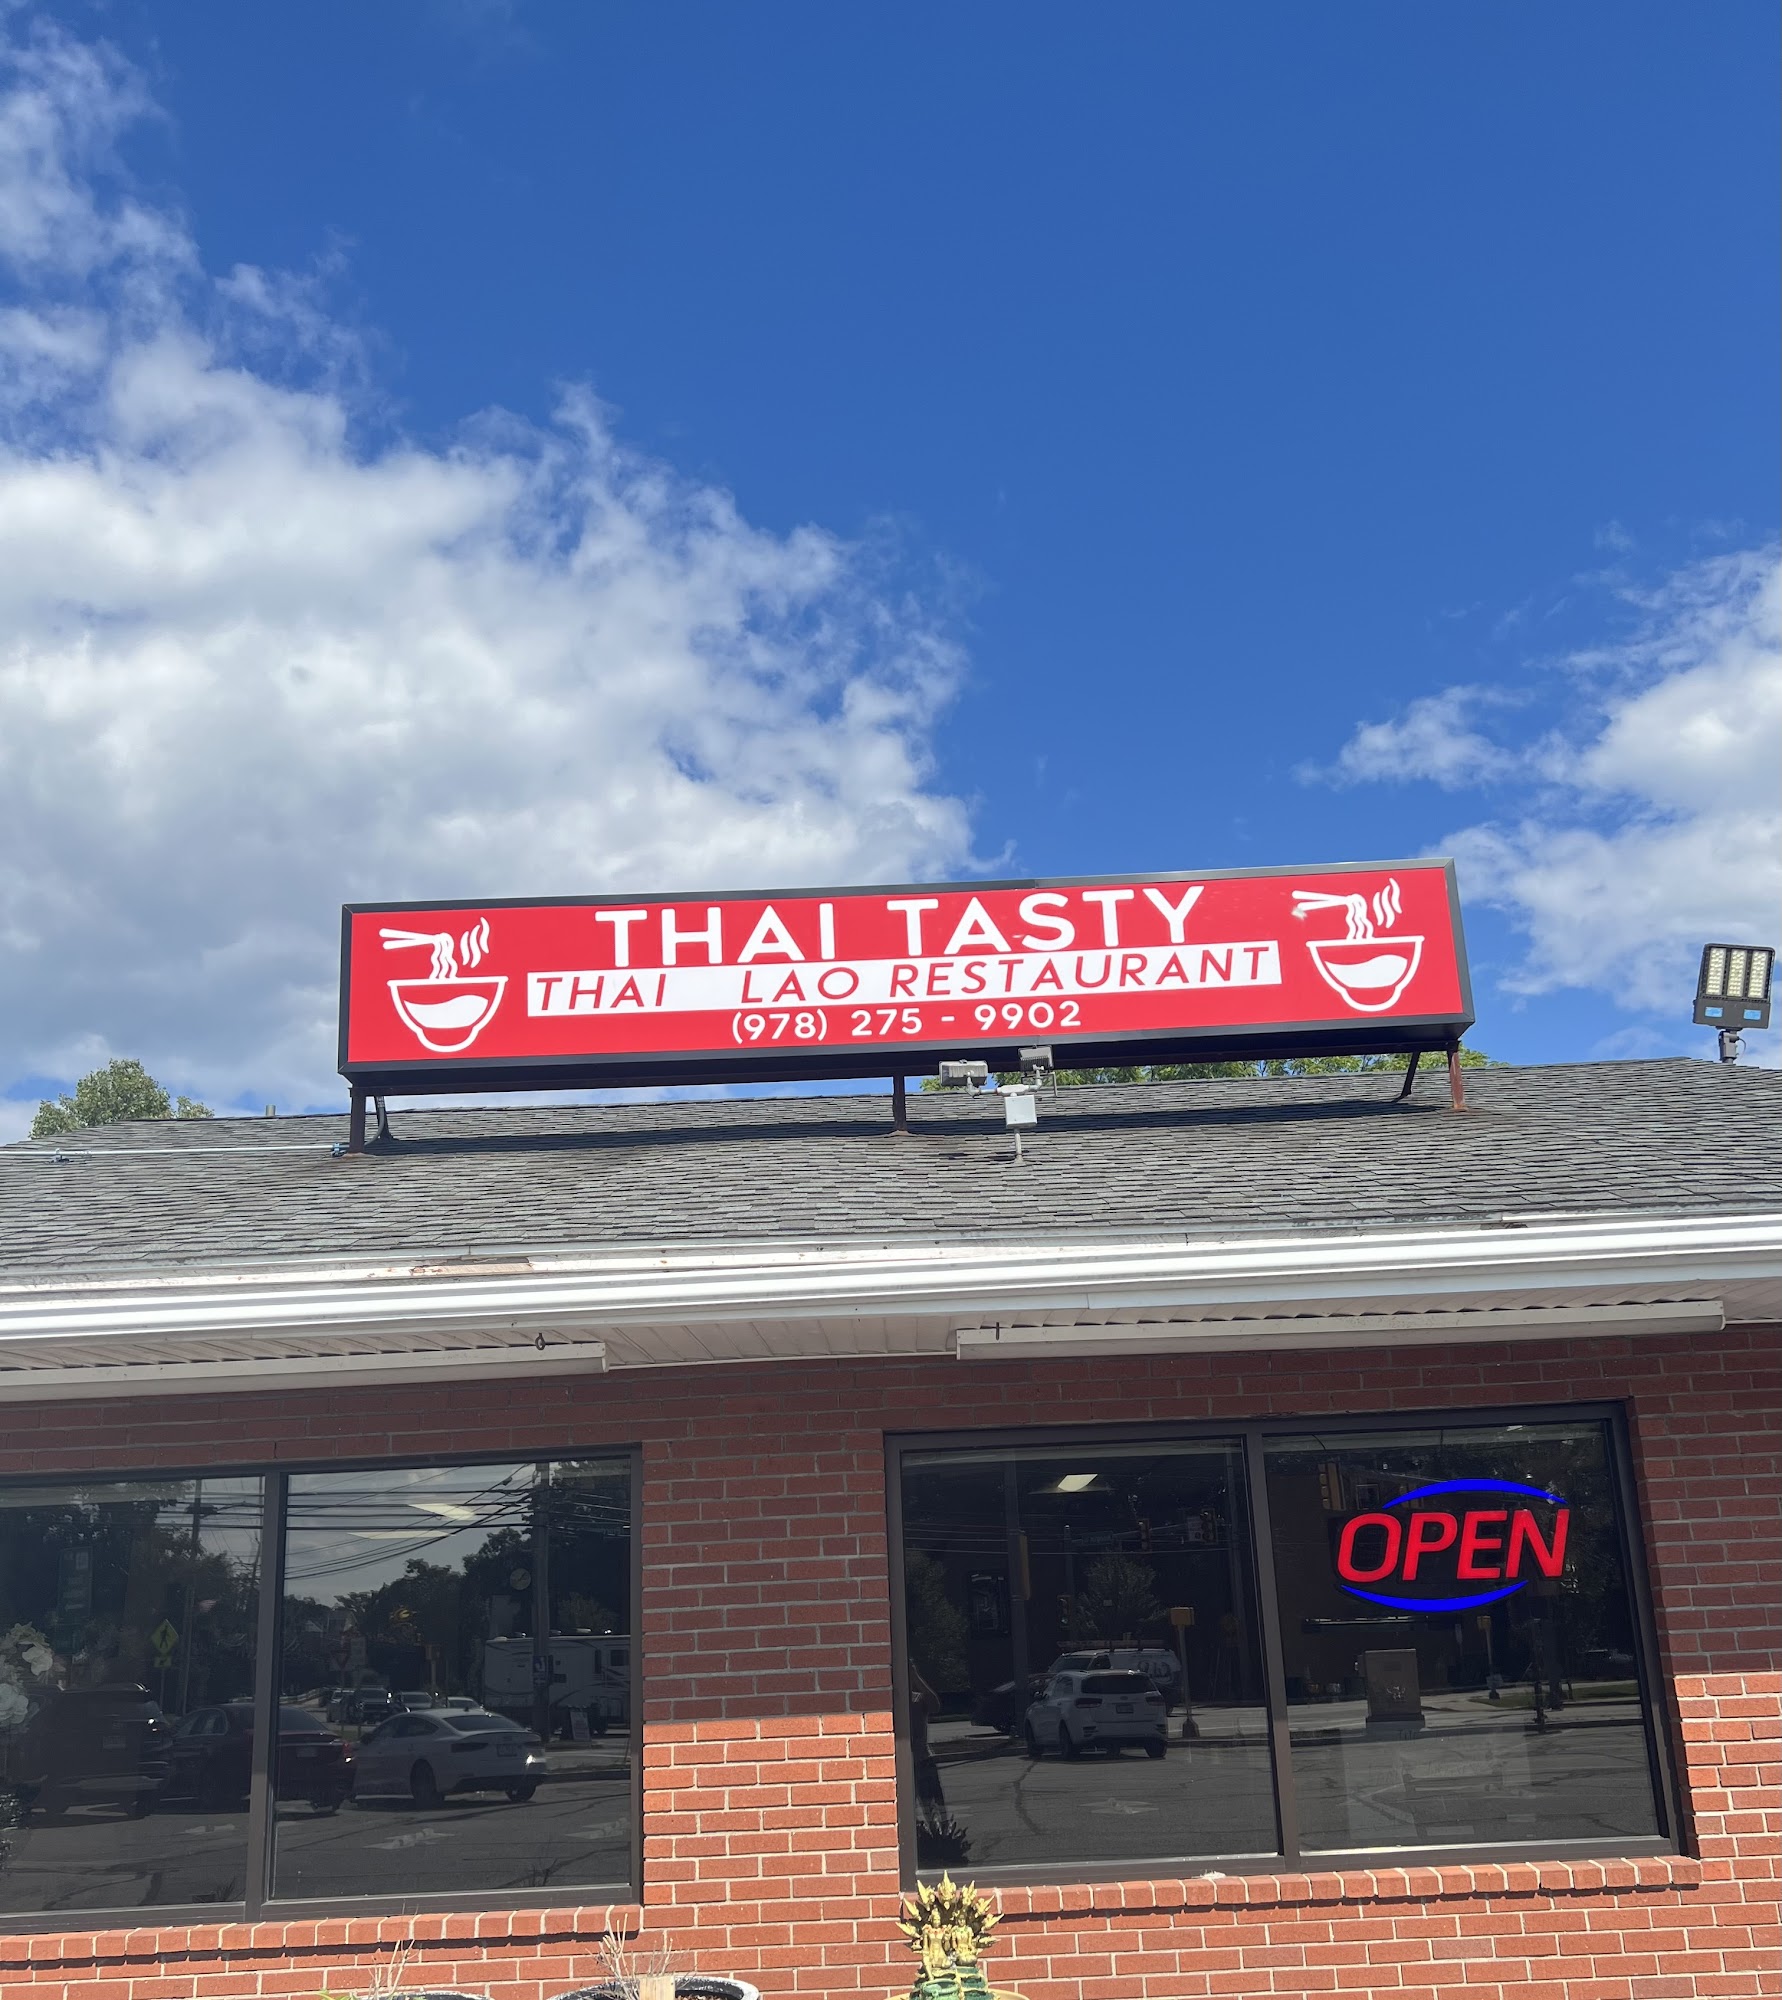 THAI TASTY
THAI LAO RESTAURANT
(978) 275 - 9902
OPEN